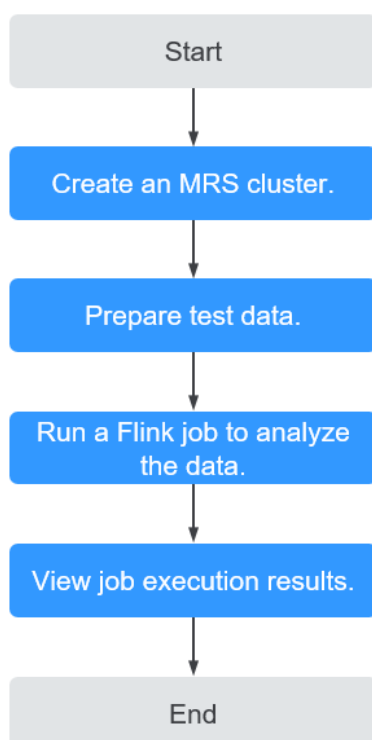 Start
Create an MRS cluster.
Prepare test data.
Run a Flink job to analyze
the data.
View job execution results.
End